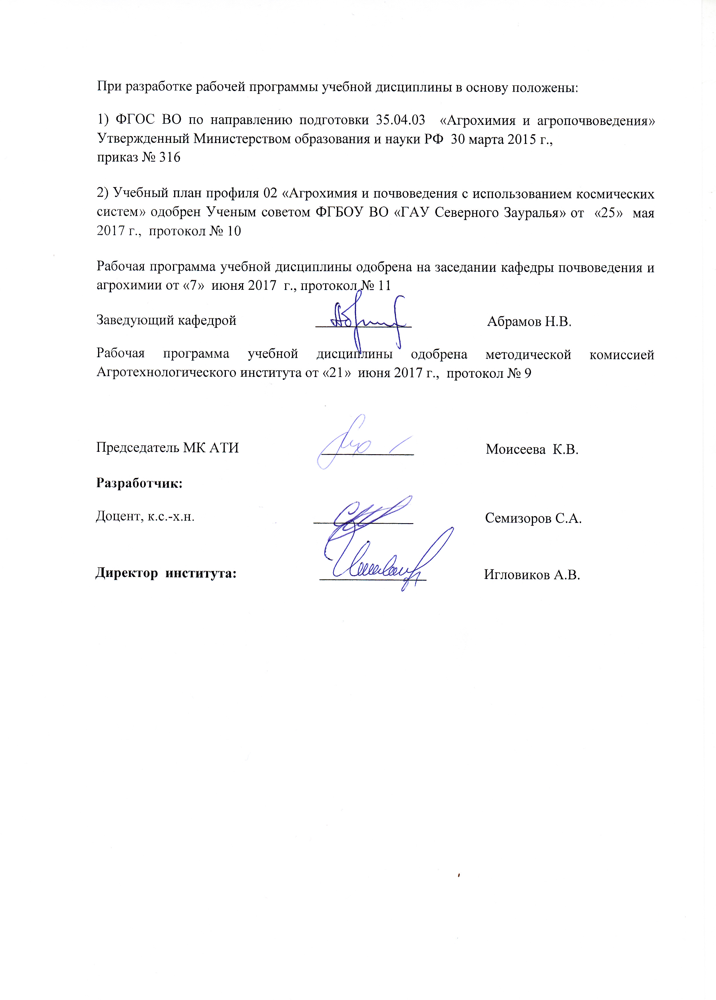 При разработке рабочей программы учебной дисциплины в основу положены:
1) ФГОС ВО по направлению подготовки 35.04.03 «Агрохимия и агропочвоведения»
Утвержденный Министерством образования и науки РФ 30 марта 2015 г.,
приказ № 316
2) Учебный план профиля 02 «Агрохимия и почвоведения с использованием космических
систем» одобрен Ученым советом ФГБОУ ВО «ГАУ Северного Зауралья» от «25» мая
2017 г., протокол № 10
Рабочая программа учебной дисциплины одобрена на заседании кафедры почвоведения и
агрохимии от «7» июня 2017 г., протокол № 11
Заведующий кафедрой Абрамов Н.В.
Рабочая программа учебной дисциплины одобрена методической комиссией
Агротехнологического института от «21» июня 2017 г., протокол № 9
Председатель МК АТИ Моисеева К.В.
Разработчик:
Доцент, к.с.-х.н. Семизоров С.А.
Директор института: Игловиков А.В.